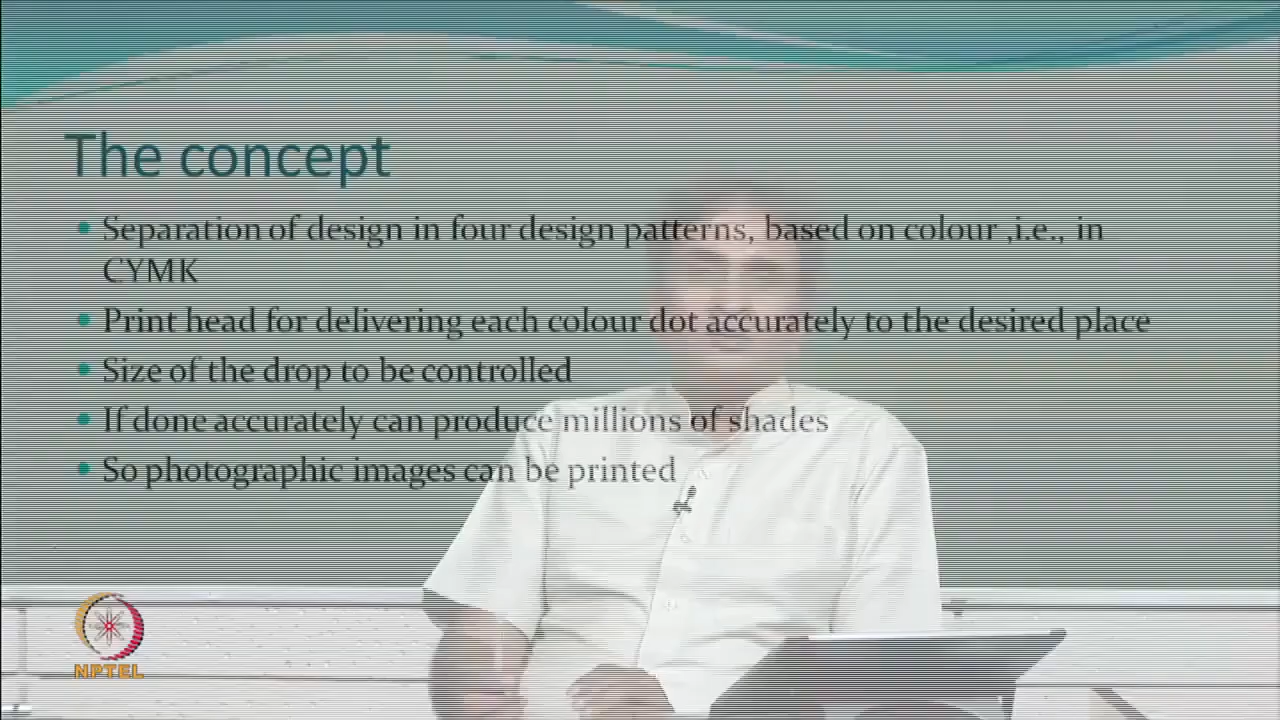 The concept
• Separation of design in four design patterns, based on colour ,i.e., in
CYMK
• Print head for delivering each colour dot accurately to the desired place
• Size of the drop to be controlled
• If done accurately can produce millions of shades
• So photographic images can be printed
NPTEL